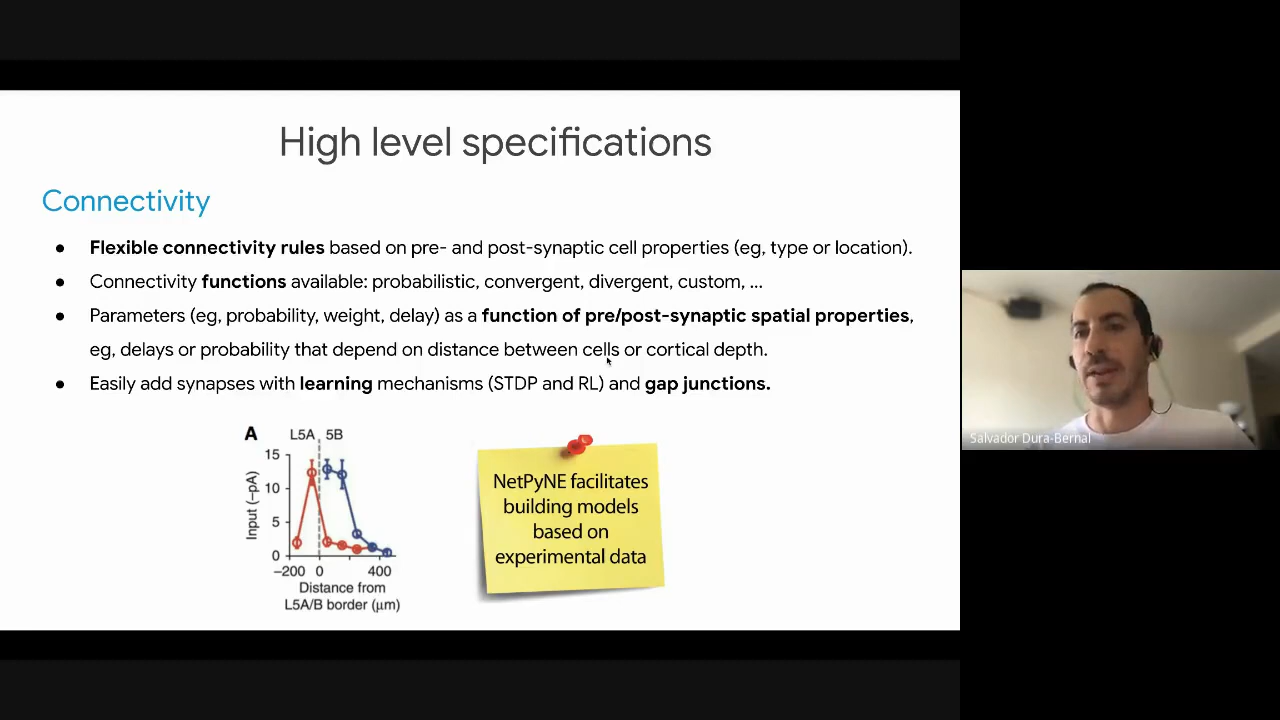 High level specifications
Connectivity
● Flexible connectivity rules based on pre- and post-synaptic cell properties (eg, type or location).
● Connectivity functions available: probabilistic, convergent, divergent, custom, ...
● Parameters (eg, probability, weight, delay) as a function of pre/post-synaptic spatial properties,
eg, delays or probability that depend on distance between cells or cortical depth.
● Easily add synapses with learning mechanisms (STDP and RL) and gap junctions.
A
L5A 5B
15
10
5
0
Input (–pA)
–200 0 400
Distance from
L5A/B border (μm)
NetPyNE facilitates
building models
based on
experimental data
Salvador Dura-Bernal